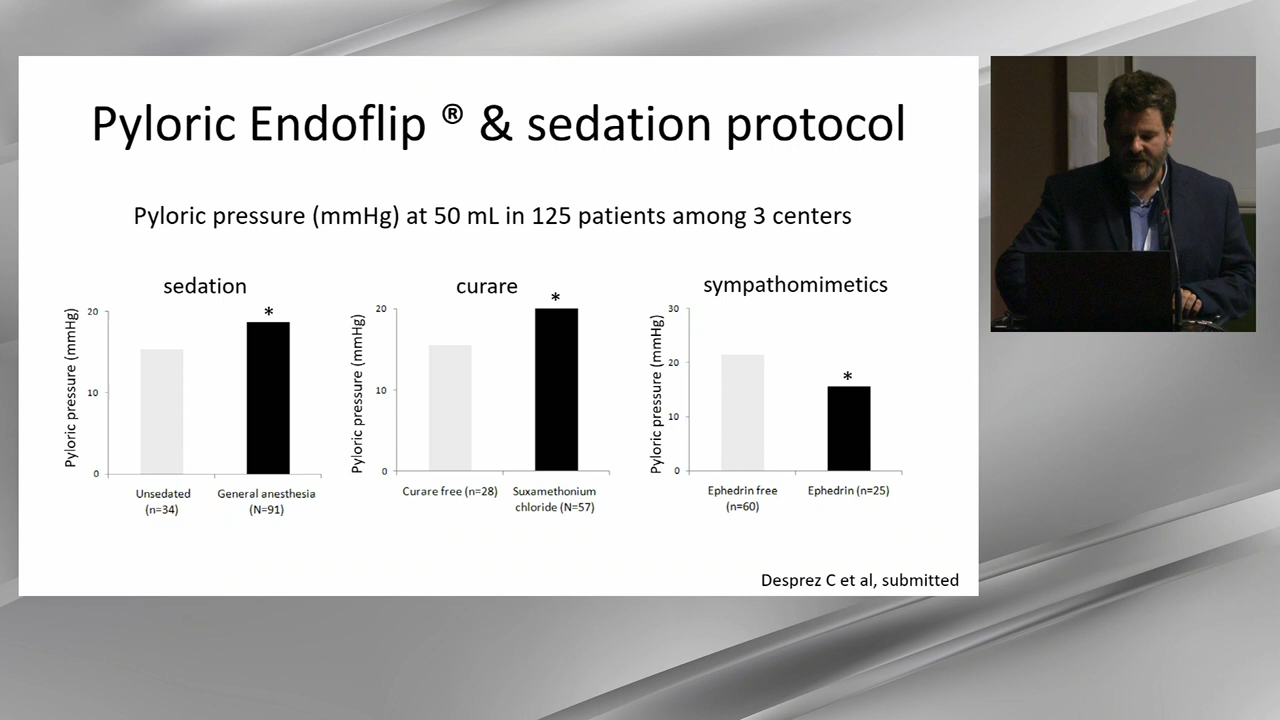 Pyloric Endoflip ® & sedation protocol
Pyloric pressure (mmHg) at 50 mL in 125 patients among 3 centers
sedation
Pyloric pressure (mmHg)
20
*
10
0
Unsedated
(n=34)
General anesthesia
(N=91)
curare
Pyloric pressure (mmHg)
20
*
10
0
Curare free (n=28)
Suxamethonium
chloride (N=57)
sympathomimetics
Pyloric pressure (mmHg)
30
20
*
10
0
Ephedrin free
(n=60)
Ephedrin (n=25)
Desprez C et al, submitted